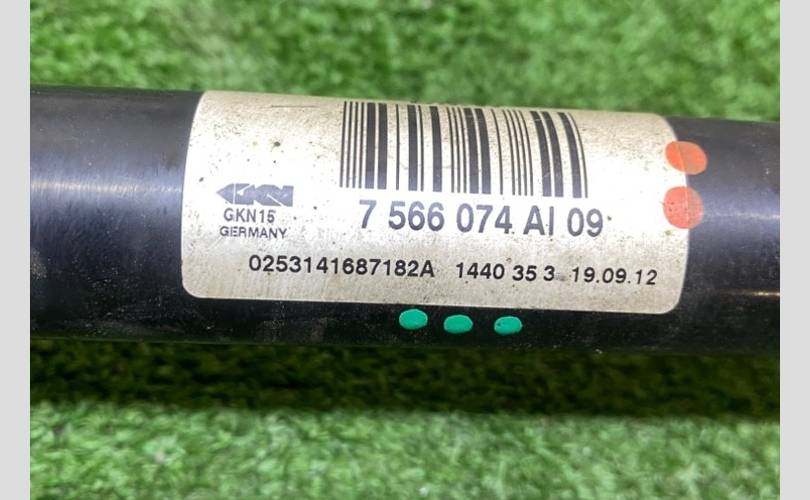 GKN
GKN15
GERMANY
7 566 074 AI 09
0253141687182A 1440 35 3 19.09.12